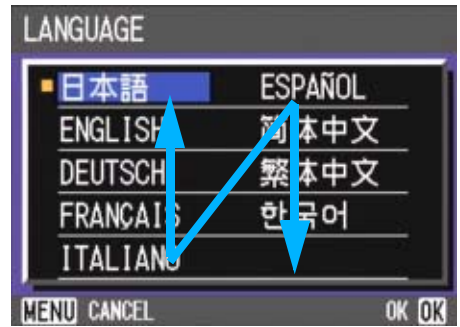 LANGUAGE
日本語
ENGLISH
DEUTSCH
FRANÇAIS
ITALIANO
ESPAÑOL
简体中文
繁体中文
한국어
MENU CANCEL
OK OK